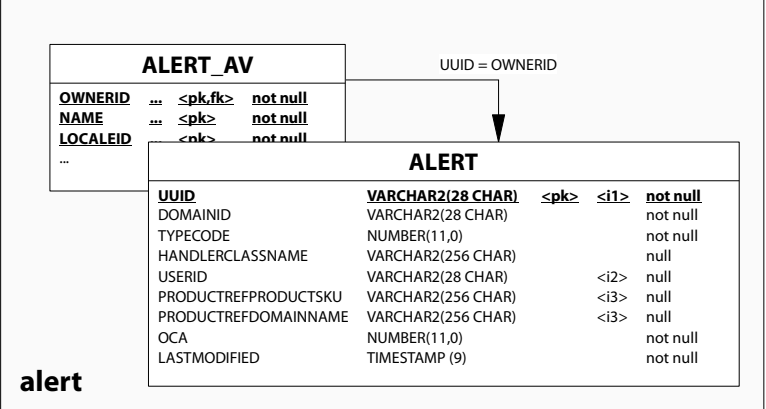 ALERT_AV
UUID = OWNERID
OWNERID ... <pk,fk> not null
NAME ... <pk> not null
LOCALEID ... <pk> not null
...
ALERT
UUID VARCHAR2(28 CHAR) <pk> <i1> not null
DOMAINID VARCHAR2(28 CHAR) not null
TYPECODE NUMBER(11,0) not null
HANDLERCLASSNAME VARCHAR2(256 CHAR) null
USERID VARCHAR2(28 CHAR) <i2> null
PRODUCTREFPRODUCTSKU VARCHAR2(256 CHAR) <i3> null
PRODUCTREFDOMAINNAME VARCHAR2(256 CHAR) <i3> null
OCA NUMBER(11,0) not null
LASTMODIFIED TIMESTAMP (9) not null
alert